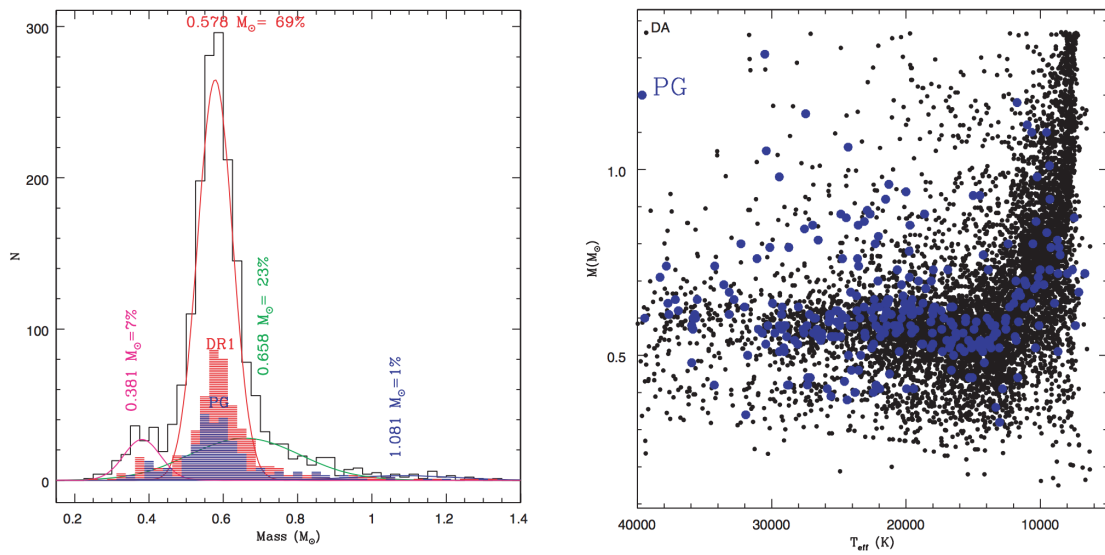 0.578 M⊙= 69%
300
200
100
0
N
0.381 M⊙=7%
DR1
PG
0.658 M⊙= 23%
1.081 M⊙=1%
0.2 0.4 0.6 0.8 1 1.2 1.4
Mass (M⊙)
DA
PG
1.0
0.5
M(M⊙)
40000 30000 20000 10000
Teff (K)